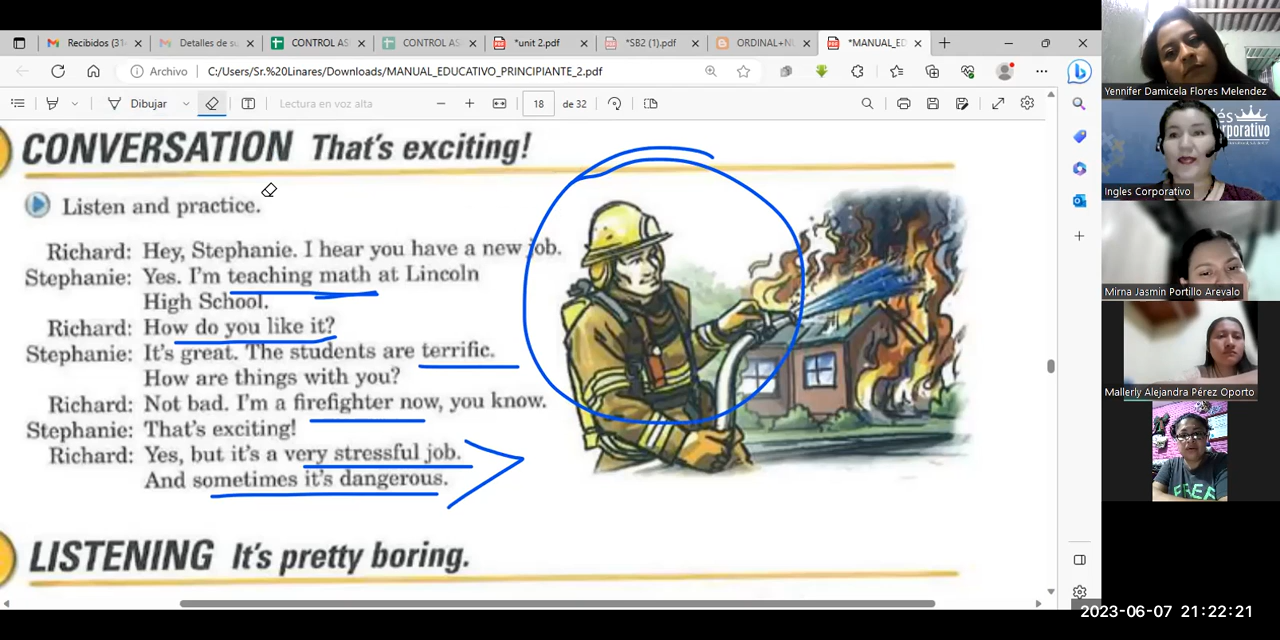 Recibidos (31
Detalles de su
CONTROL AS
CONTROL AS
*unit 2.pdf
*SB2 (1).pdf
ORDINAL+N
*MANUAL_ED
Archivo
C:/Users/Sr.%20Linares/Downloads/MANUAL_EDUCATIVO_PRINCIPIANTE_2.pdf
Dibujar
Lectura en voz alta
18
de 32
CONVERSATION That's exciting!
Listen and practice.
Richard: Hey, Stephanie. I hear you have a new job.
Stephanie: Yes. I'm teaching math at Lincoln
High School.
Richard: How do you like it?
Stephanie: It's great. The students are terrific.
How are things with you?
Richard: Not bad. I'm a firefighter now, you know.
Stephanie: That's exciting!
Richard: Yes, but it's a very stressful job.
And sometimes it's dangerous.
LISTENING It's pretty boring.
Yennifer Damicela Flores Melendez
és
orporativo
Ingles Corporativo
Mirna Jasmin Portillo Arevalo
Mallerly Alejandra Pérez Oporto
FREE
2023-06-07 21:22:21